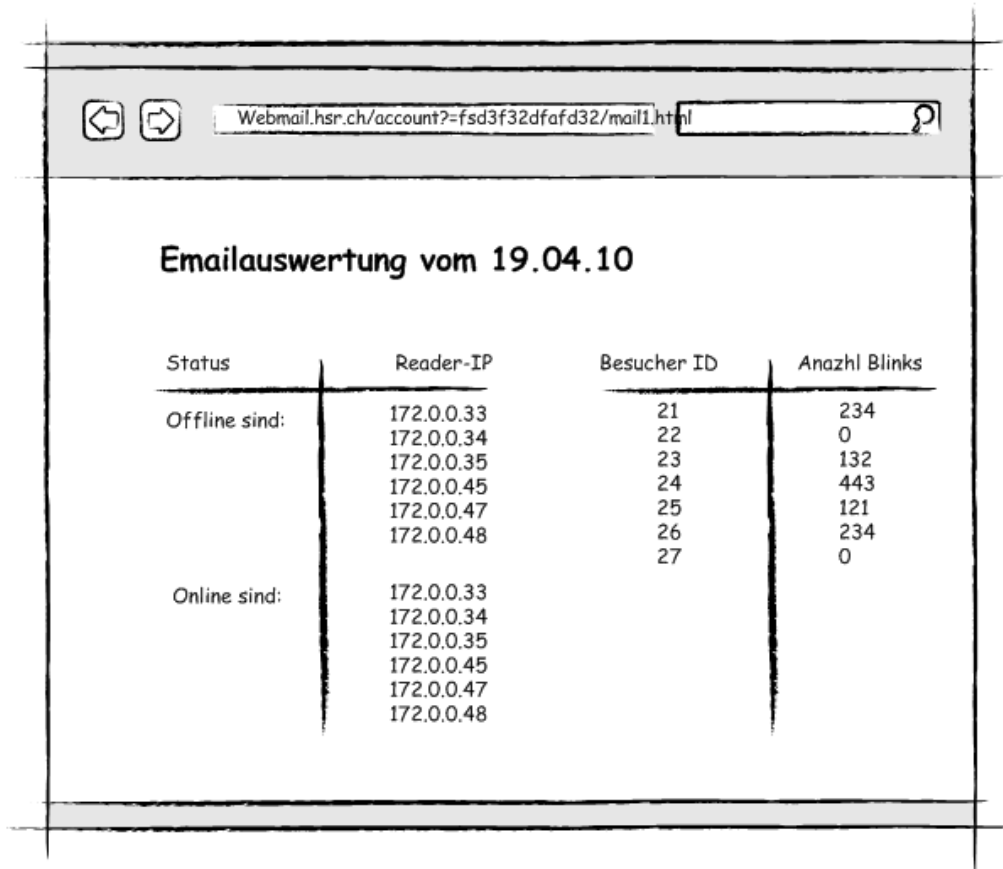 Webmail.hsr.ch/account?=fsd3f32dfafd32/mail1.html
Emailauswertung vom 19.04.10
Status Reader-IP
Offline sind: 172.0.0.33
172.0.0.34
172.0.0.35
172.0.0.45
172.0.0.47
172.0.0.48
Online sind: 172.0.0.33
172.0.0.34
172.0.0.35
172.0.0.45
172.0.0.47
172.0.0.48
Besucher ID Anazhl Blinks
21 234
22 0
23 132
24 443
25 121
26 234
27 0